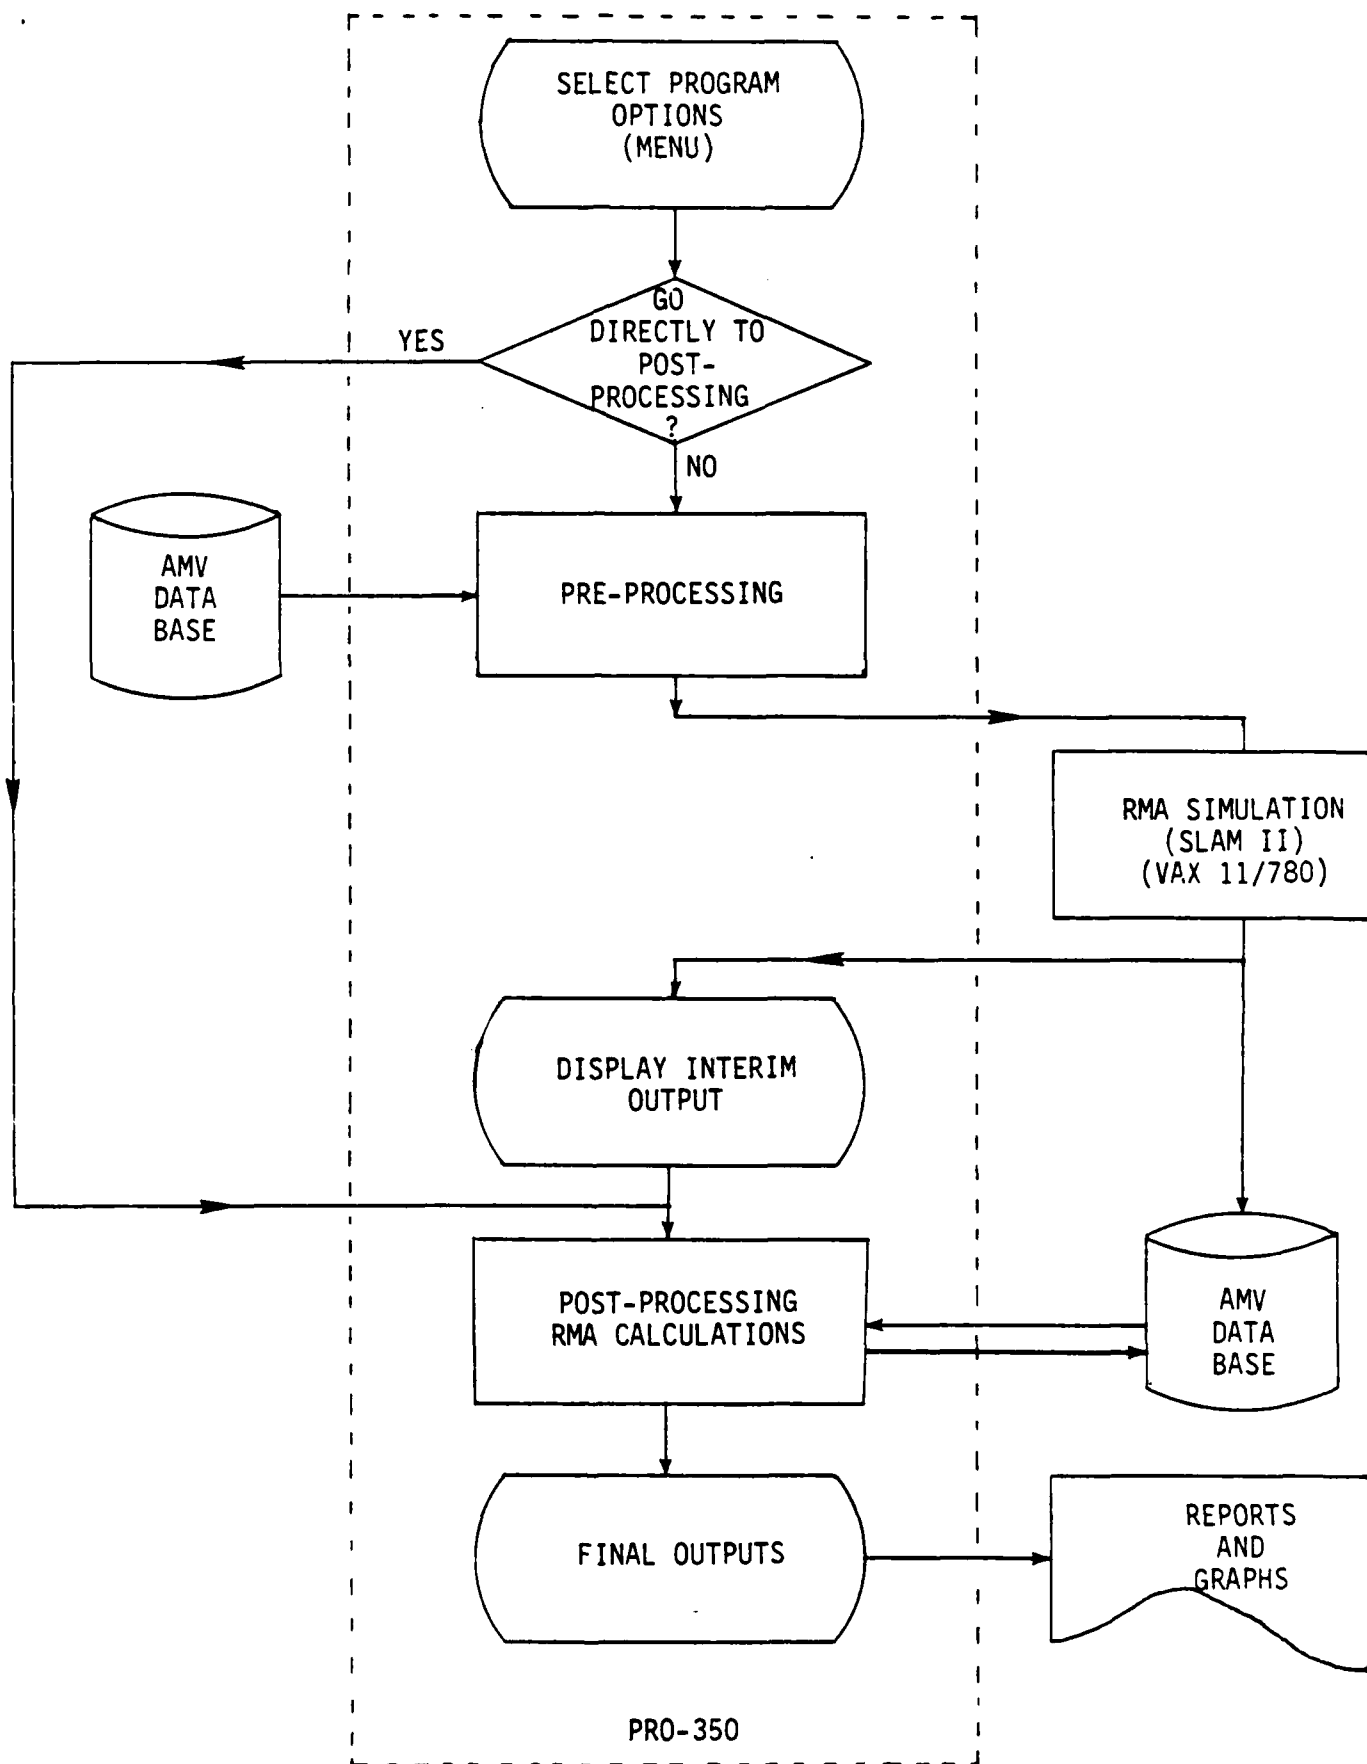 SELECT PROGRAM
OPTIONS
(MENU)
GO
DIRECTLY TO
POST-
PROCESSING
?
YES
NO
AMV
DATA
BASE
PRE-PROCESSING
RMA SIMULATION
(SLAM II)
(VAX 11/780)
DISPLAY INTERIM
OUTPUT
POST-PROCESSING
RMA CALCULATIONS
AMV
DATA
BASE
FINAL OUTPUTS
REPORTS
AND
GRAPHS
PRO-350